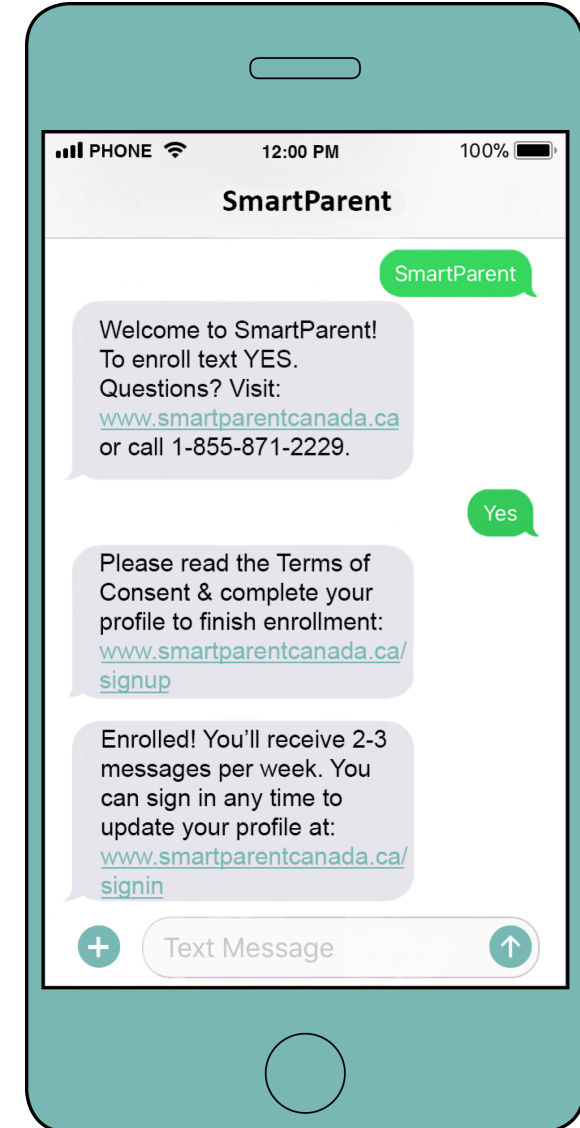 PHONE 12:00 PM 100%
SmartParent
SmartParent
Welcome to SmartParent!
To enroll text YES.
Questions? Visit:
www.smartparentcanada.ca
or call 1-855-871-2229.
Yes
Please read the Terms of
Consent & complete your
profile to finish enrollment:
www.smartparentcanada.ca/
signup
Enrolled! You’ll receive 2-3
messages per week. You
can sign in any time to
update your profile at:
www.smartparentcanada.ca/
signin
Text Message